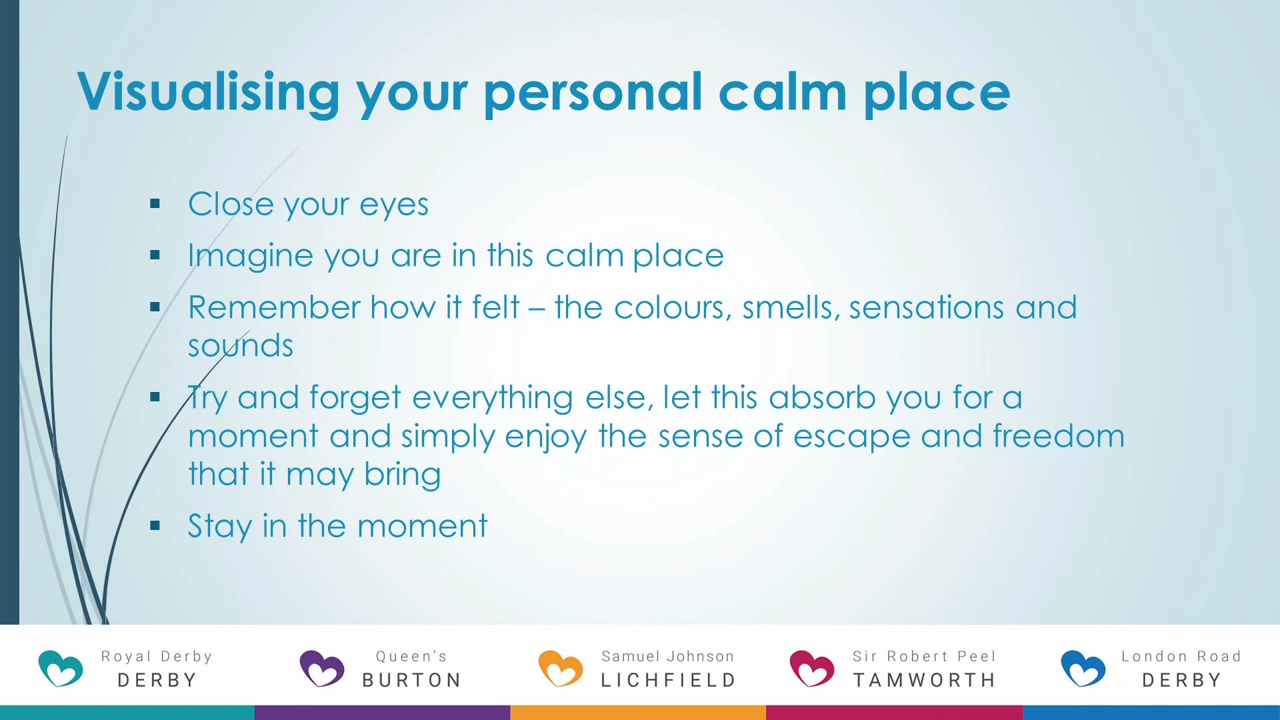 Visualising your personal calm place
▪ Close your eyes
▪ Imagine you are in this calm place
▪ Remember how it felt – the colours, smells, sensations and
sounds
▪ Try and forget everything else, let this absorb you for a
moment and simply enjoy the sense of escape and freedom
that it may bring
▪ Stay in the moment
Royal Derby
DERBY
Queen's
BURTON
Samuel Johnson
LICHFIELD
Sir Robert Peel
TAMWORTH
London Road
DERBY